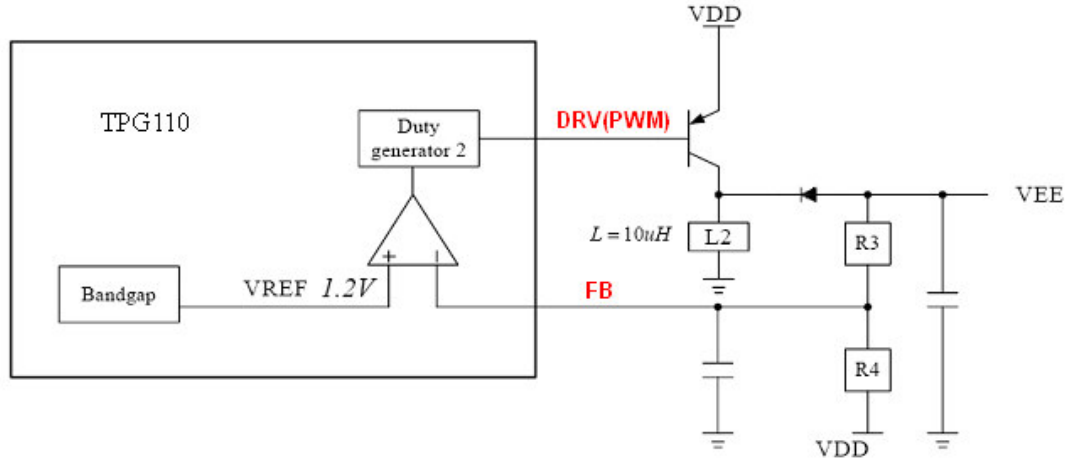 VDD
TPG110
Duty
generator 2
DRV(PWM)
VEE
L = 10uH
L2
R3
+
-
Bandgap
VREF 1.2V
FB
R4
VDD